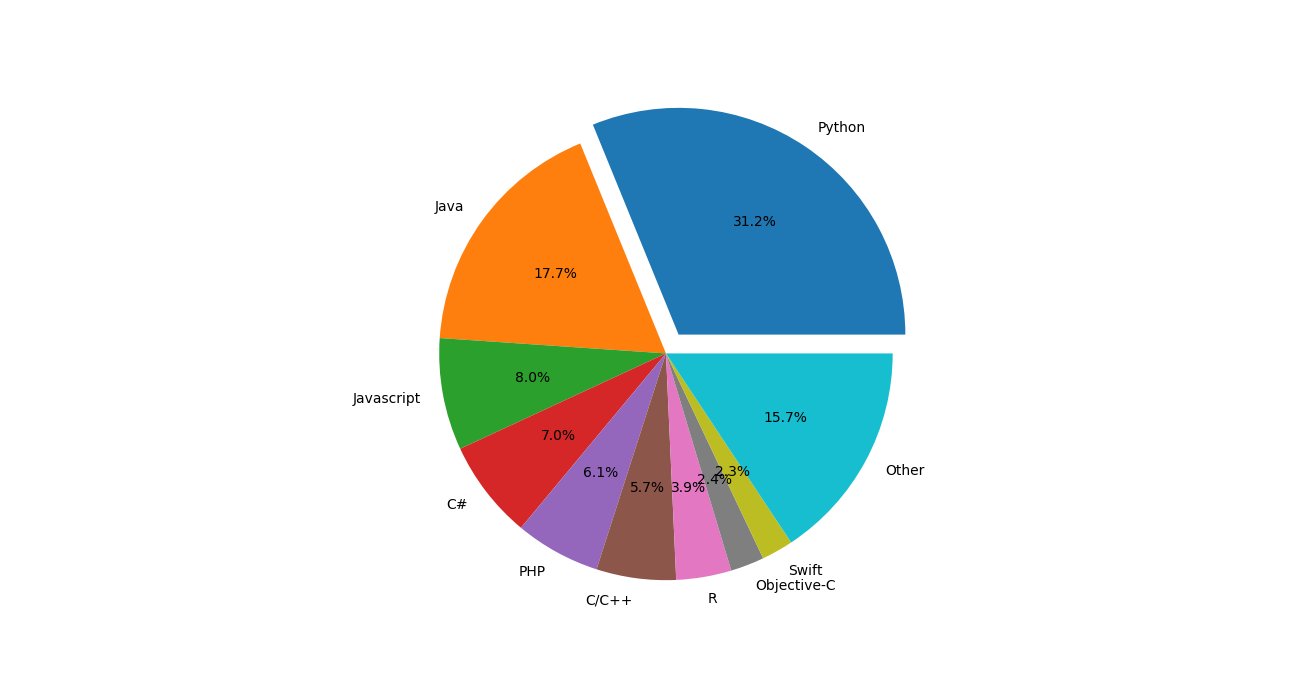 Python
31.2%
Java
17.7%
Javascript
8.0%
C#
7.0%
PHP
6.1%
C/C++
5.7%
R
3.9%
Objective-C
2.4%
Swift
2.3%
Other
15.7%